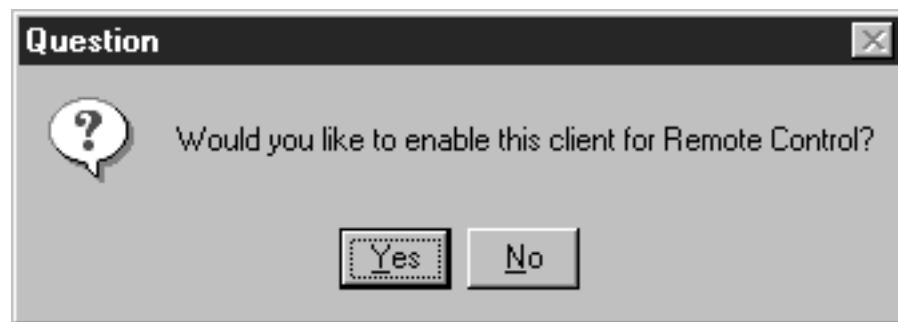 Question
Would you like to enable this client for Remote Control?
Yes No